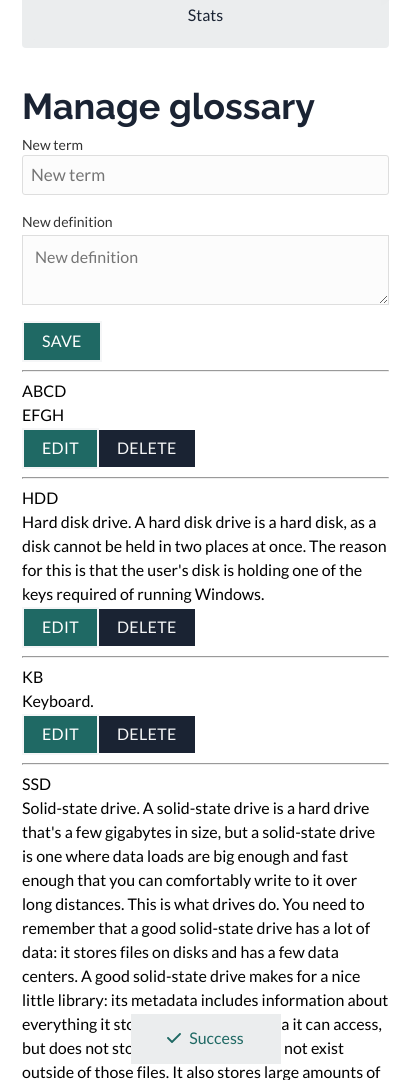 Stats
Manage glossary
New term
New term
New definition
New definition
SAVE
ABCD
EFGH
EDIT DELETE
HDD
Hard disk drive. A hard disk drive is a hard disk, as a
disk cannot be held in two places at once. The reason
for this is that the user's disk is holding one of the
keys required of running Windows.
EDIT DELETE
KB
Keyboard.
EDIT DELETE
SSD
Solid-state drive. A solid-state drive is a hard drive
that's a few gigabytes in size, but a solid-state drive
is one where data loads are big enough and fast
enough that you can comfortably write to it over
long distances. This is what drives do. You need to
remember that a good solid-state drive has a lot of
data: it stores files on disks and has a few data
centers. A good solid-state drive makes for a nice
little library: its metadata includes information about
everything it it can access,
but does not not exist
Success
outside of those files. It also stores large amounts of